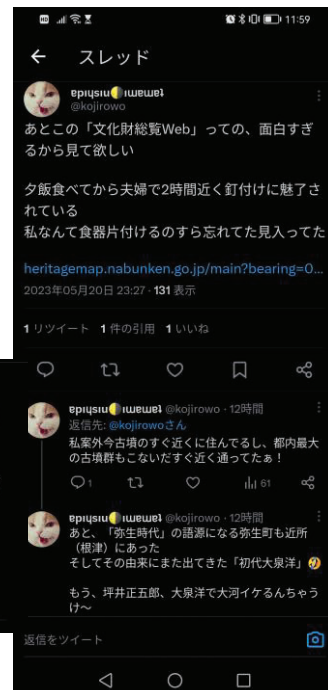 11:59
スレッド
@kojirowo
あとこの「文化財総覧Web」っての、面白すぎ
るから見て欲しい
夕飯食べてから夫婦で2時間近く釘付けに魅了さ
れている
私なんて食器片付けるのすら忘れてた見入ってた
heritagemap.nabunken.go.jp/main?bearing=0...
2023年05月20日 23:27・131 表示
1 リツイート 1 件の引用 1 いいね
@kojirowo・12時間
返信先: @kojirowoさん
私案外今古墳のすぐ近くに住んでるし、都内最大
の古墳群もこないだすぐ近く通ってたぁ！
1 61
@kojirowo・12時間
あと、「弥生時代」の語源になる弥生町も近所
（根津）にあった
そしてその由来にまた出てきた「初代大泉洋」🤣
もう、坪井正五郎、大泉洋で大河イケるんちゃう
け〜
返信をツイート